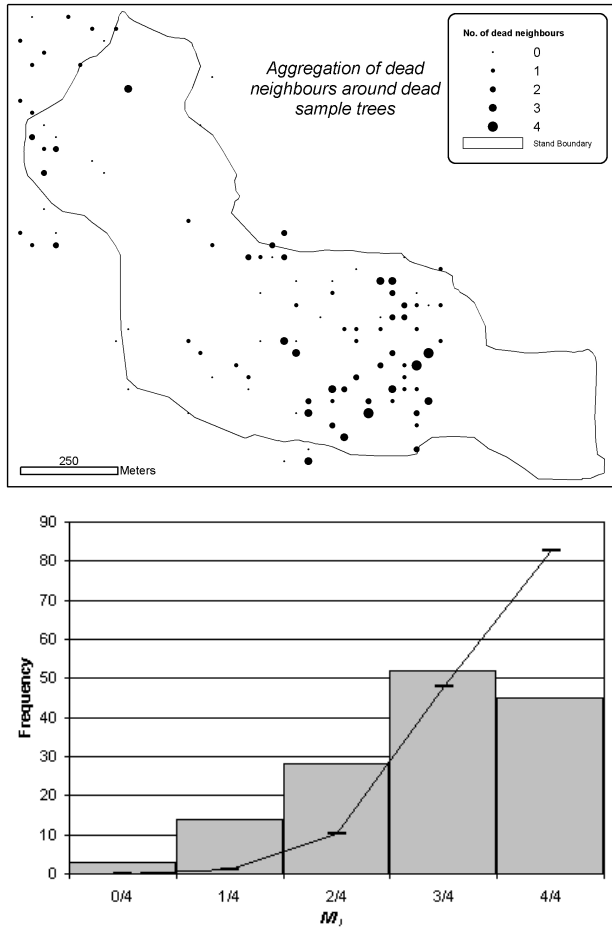 Aggregation of dead
neighbours around dead
sample trees
No. of dead neighbours
0
1
2
3
4
Stand Boundary
250
Meters
90
80
70
60
50
40
30
20
10
0
Frequency
0/4 1/4 2/4 3/4 4/4
MJ